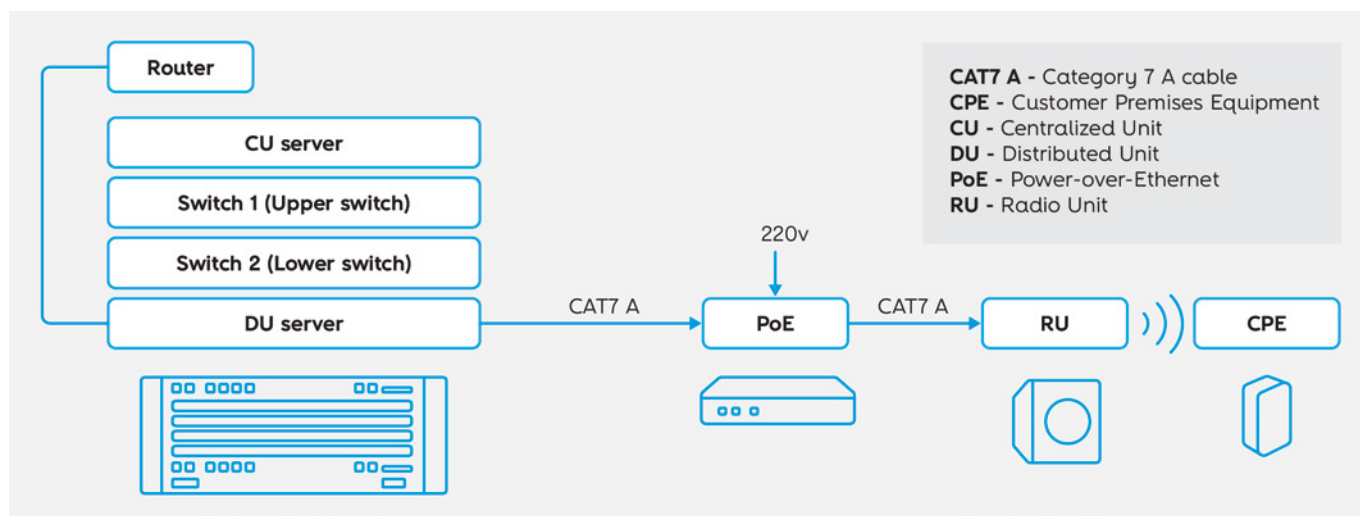 Router
CU server
Switch 1 (Upper switch)
Switch 2 (Lower switch)
DU server
CAT7 A
220v
PoE
CAT7 A
RU
CPE
CAT7 A - Category 7 A cable
CPE - Customer Premises Equipment
CU - Centralized Unit
DU - Distributed Unit
PoE - Power-over-Ethernet
RU - Radio Unit